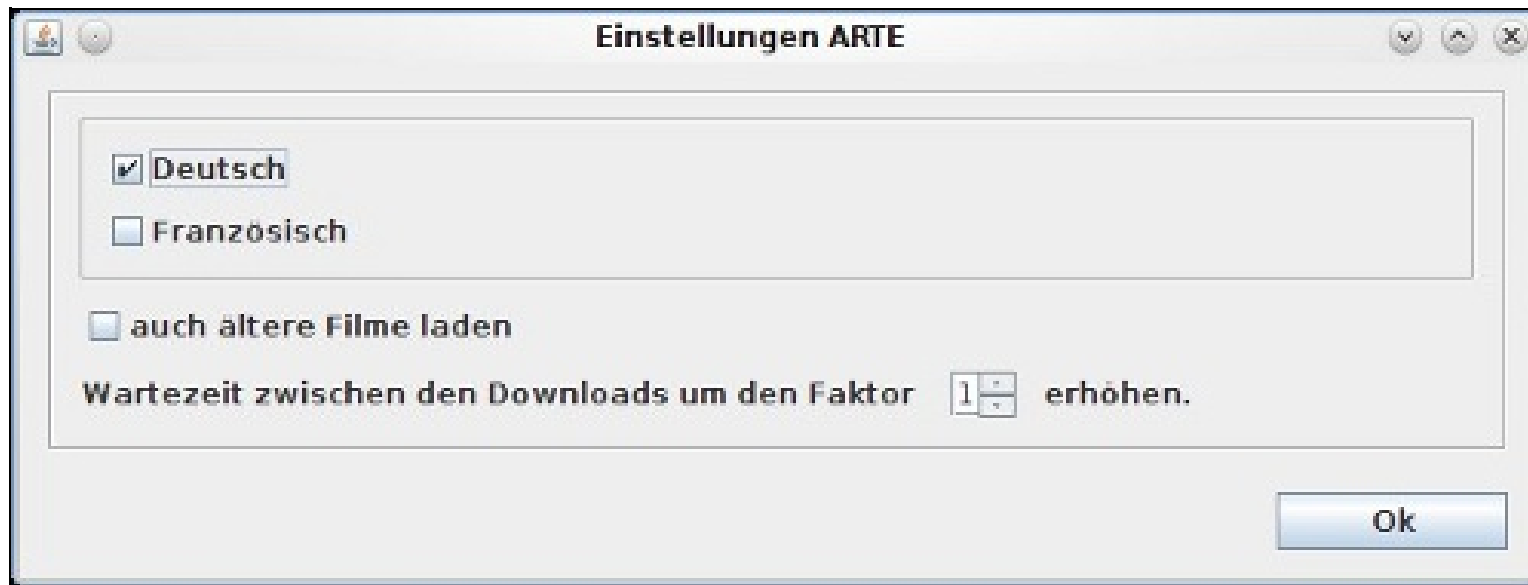 Einstellungen ARTE
Deutsch
Französisch
auch ältere Filme laden
Wartezeit zwischen den Downloads um den Faktor 1 erhöhen.
Ok